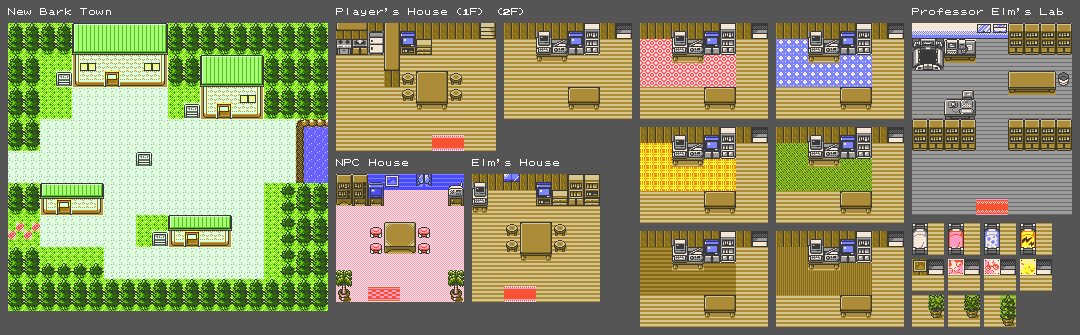 New Bark Town
Player's House (1F) (2F)
Professor Elm's Lab
NPC House
Elm's House